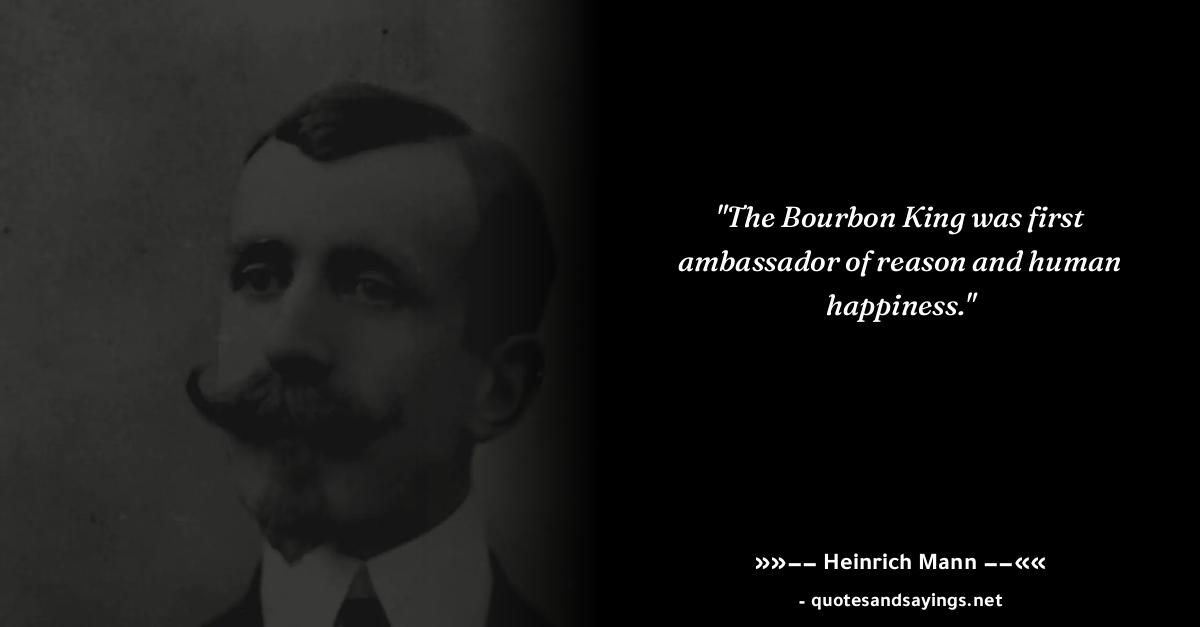 "The Bourbon King was first
ambassador of reason and human
happiness."
»»−− Heinrich Mann −−««
- quotesandsayings.net